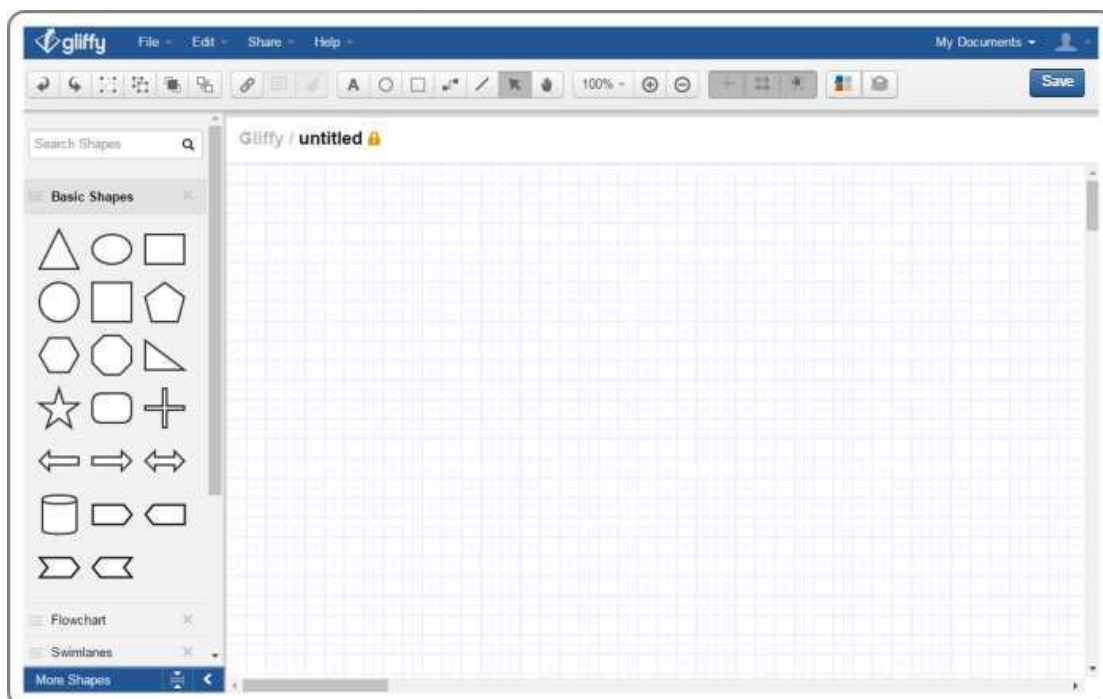 gliffy File Edit Share Help My Documents
A 100% Save
Search Shapes
Gliffy / untitled
Basic Shapes
Flowchart
Swimlanes
More Shapes